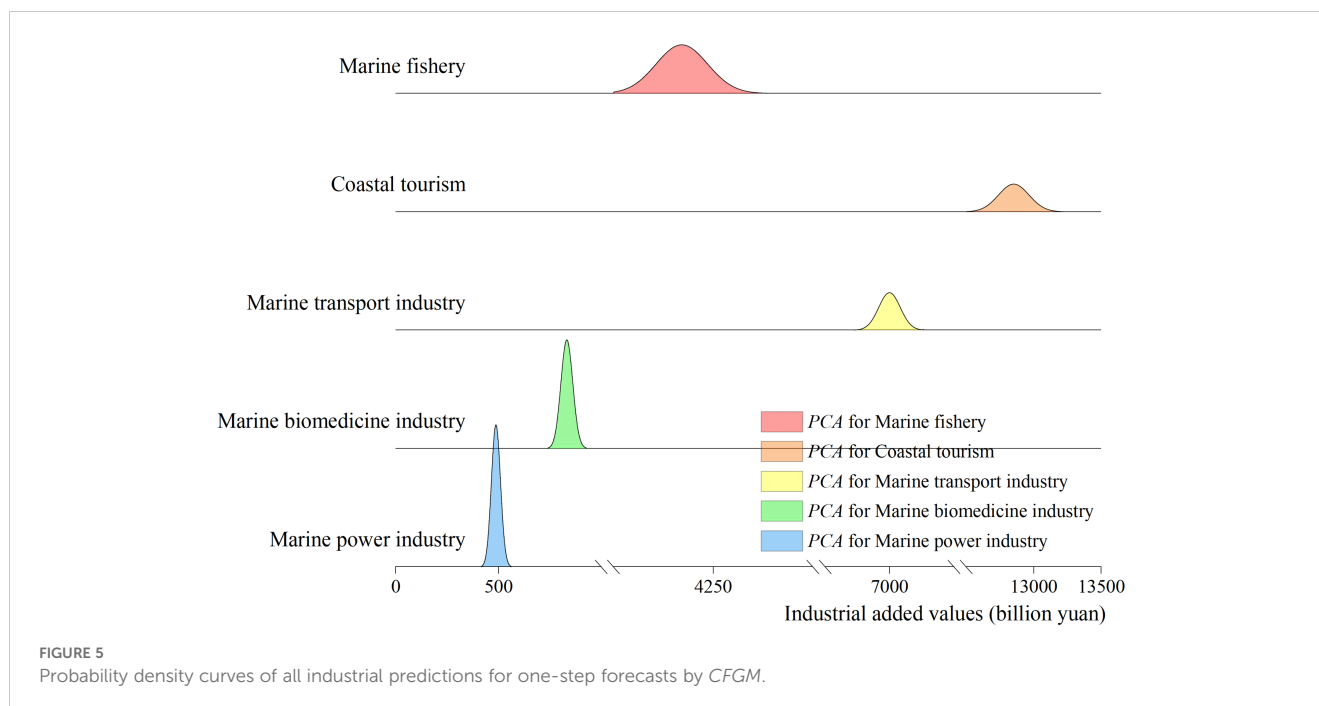 Marine fishery
Coastal tourism
Marine transport industry
Marine biomedicine industry
PCA for Marine fishery
PCA for Coastal tourism
PCA for Marine transport industry
PCA for Marine biomedicine industry
PCA for Marine power industry
Marine power industry
0 500 4250 7000 13000 13500
Industrial added values (billion yuan)
FIGURE 5
Probability density curves of all industrial predictions for one-step forecasts by CFGM.